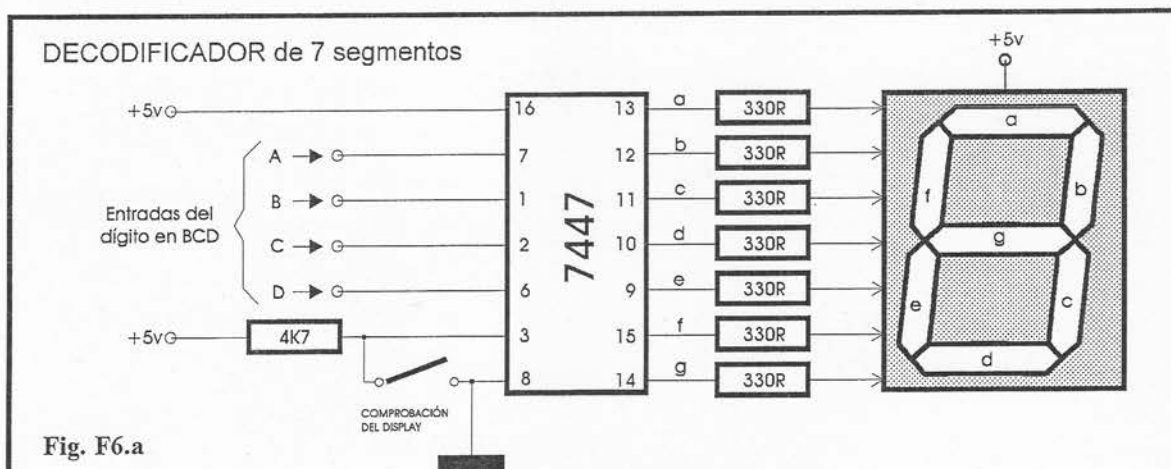 DECODIFICADOR de 7 segmentos
+5v
+5v
16
13
a
330R
A
7
12
b
330R
B
1
11
c
330R
Entradas del
dígito en BCD
C
2
10
d
330R
D
6
9
e
330R
+5v
4K7
3
15
f
330R
8
14
g
330R
7447
COMPROBACIÓN
DEL DISPLAY
a
b
f
g
e
c
d
Fig. F6.a